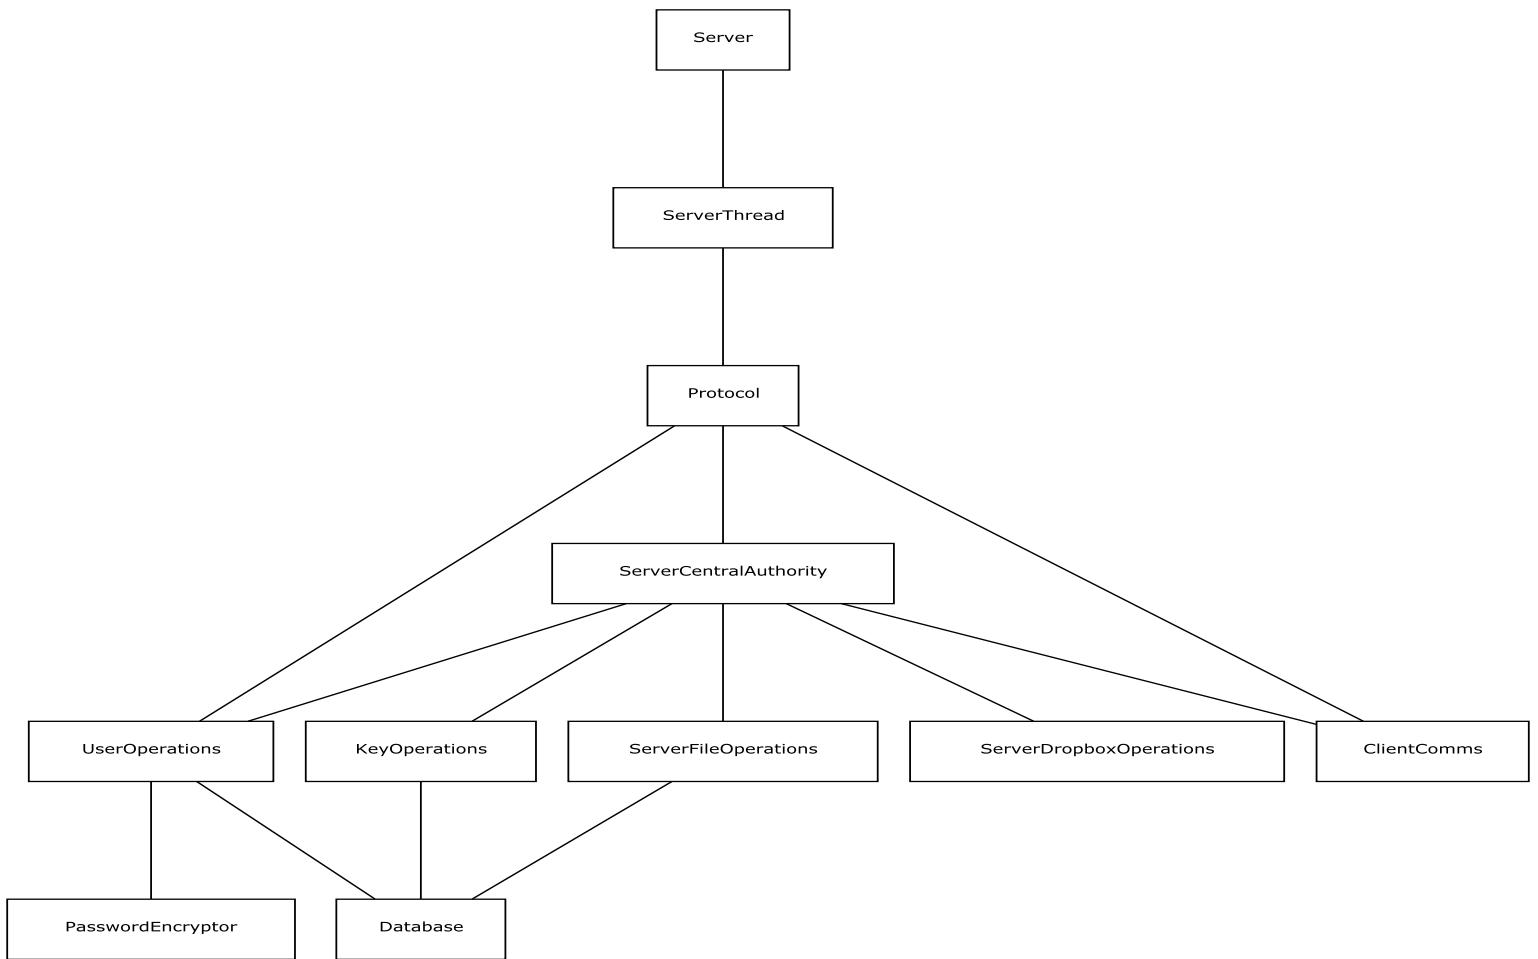 Server
ServerThread
Protocol
ServerCentralAuthority
UserOperations
KeyOperations
ServerFileOperations
ServerDropboxOperations
ClientComms
PasswordEncryptor
Database